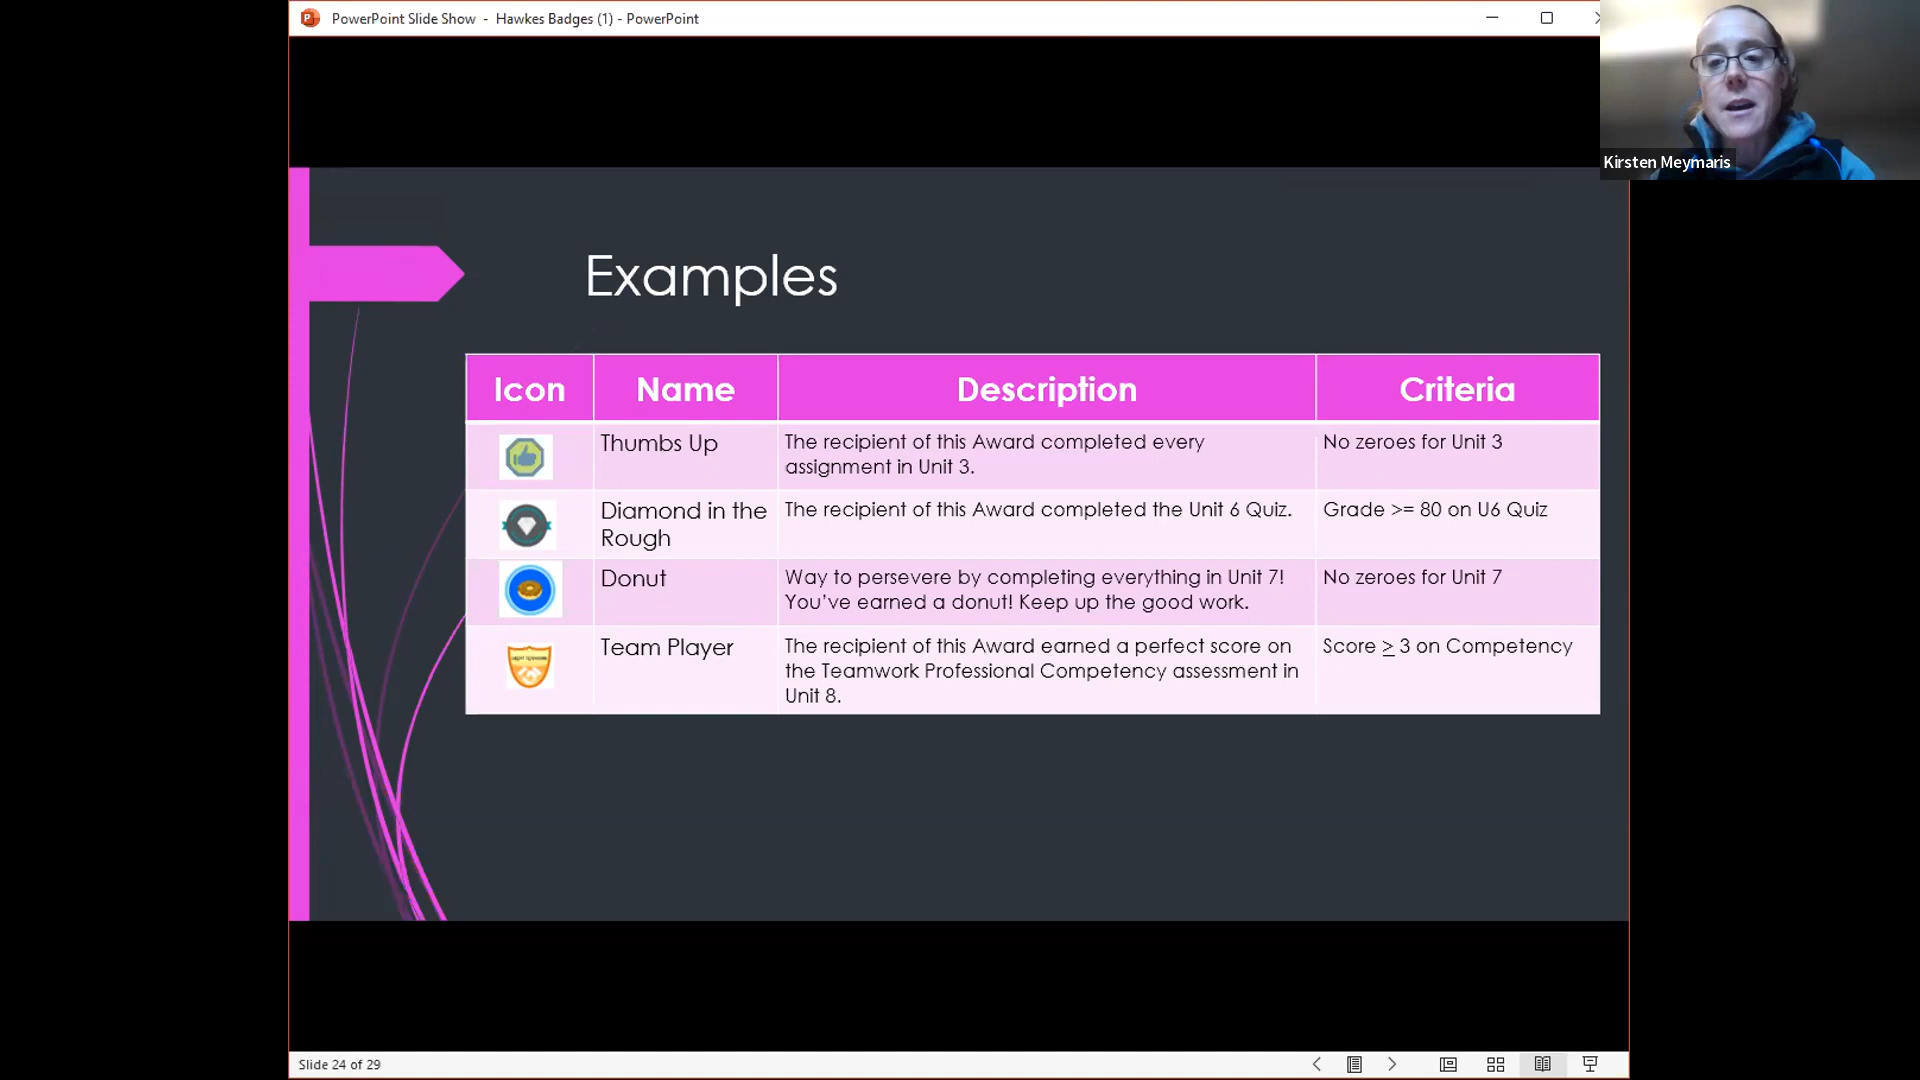 PowerPoint Slide Show - Hawkes Badges (1) - PowerPoint
Kirsten Meymaris
Examples
Icon Name Description Criteria
Thumbs Up
The recipient of this Award completed every
assignment in Unit 3.
No zeroes for Unit 3
Diamond in the
Rough
The recipient of this Award completed the Unit 6 Quiz.
Grade >= 80 on U6 Quiz
Donut
Way to persevere by completing everything in Unit 7!
You've earned a donut! Keep up the good work.
No zeroes for Unit 7
Team Player
The recipient of this Award earned a perfect score on
the Teamwork Professional Competency assessment in
Unit 8.
Score ≥ 3 on Competency
Slide 24 of 29